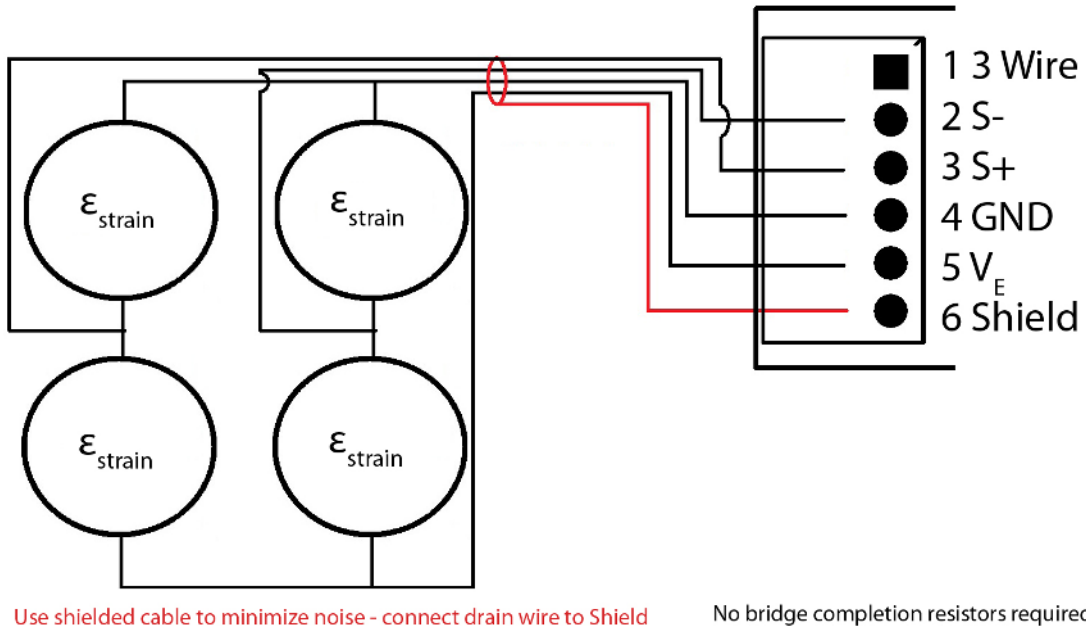 1 3 Wire
2 S-
3 S+
4 GND
5 VE
6 Shield
εstrain
εstrain
εstrain
εstrain
Use shielded cable to minimize noise - connect drain wire to Shield
No bridge completion resistors required